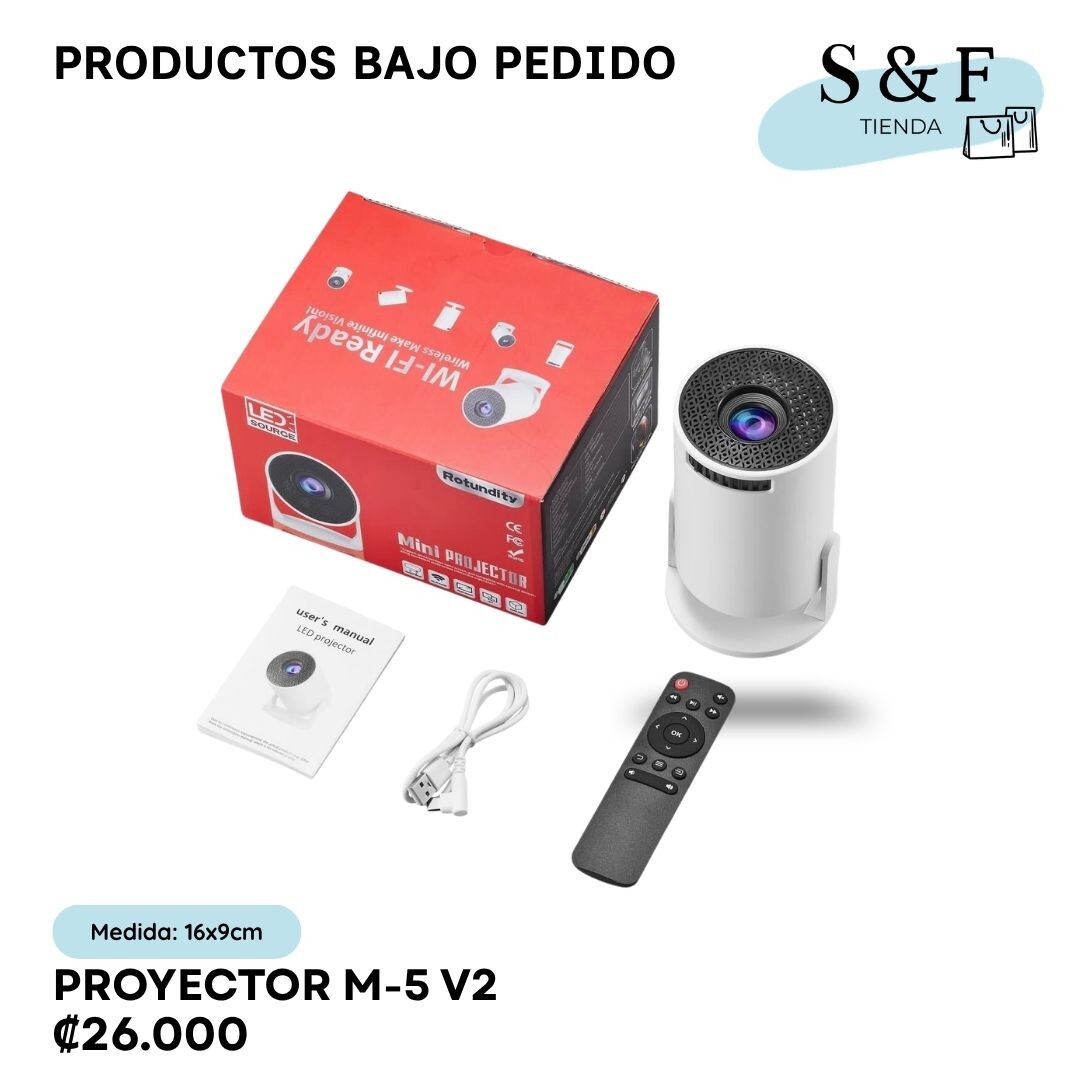 PRODUCTOS BAJO PEDIDO
S & F
TIENDA
WI-FI Ready
Wireless Make Infinite Vision!
LED
SOURCE
Rotundity
CE
FC
RoHS
Mini PROJECTOR
user's manual
LED projector
OK
Medida: 16x9cm
PROYECTOR M-5 V2
₡26.000